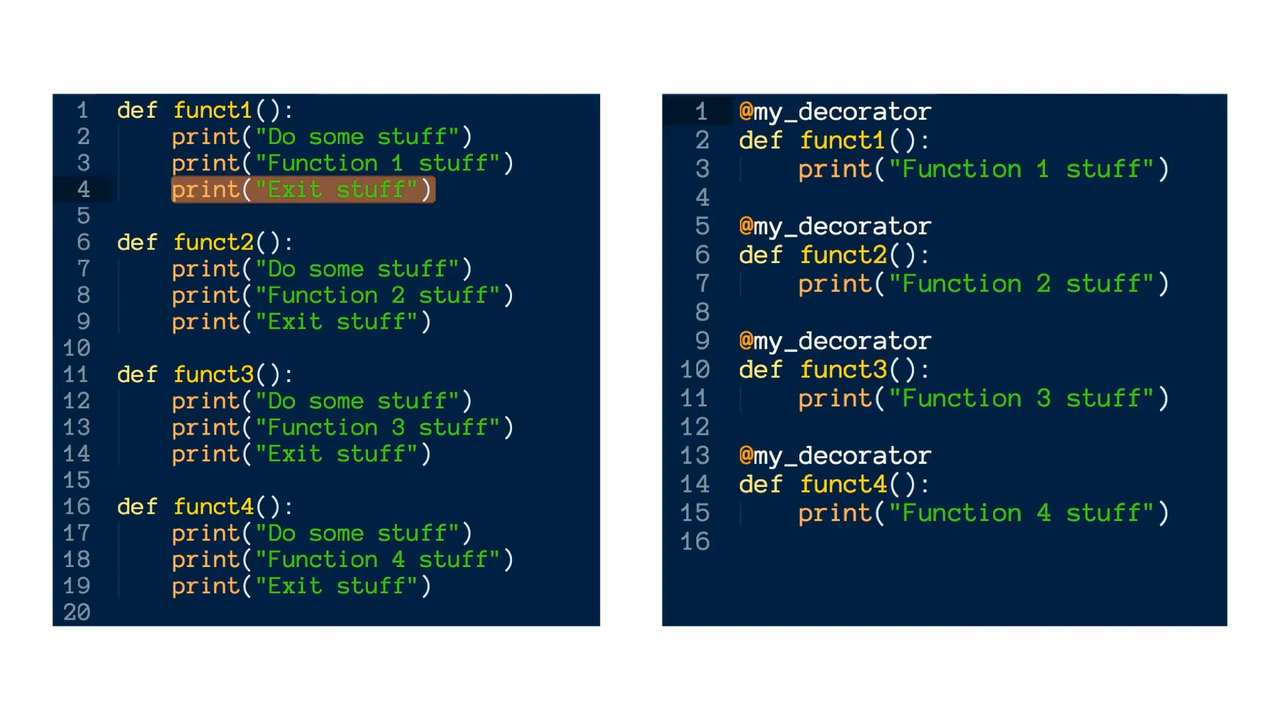 1 def funct1():
2     print("Do some stuff")
3     print("Function 1 stuff")
4     print("Exit stuff")
5
6 def funct2():
7     print("Do some stuff")
8     print("Function 2 stuff")
9     print("Exit stuff")
10
11 def funct3():
12     print("Do some stuff")
13     print("Function 3 stuff")
14     print("Exit stuff")
15
16 def funct4():
17     print("Do some stuff")
18     print("Function 4 stuff")
19     print("Exit stuff")
20
1 @my_decorator
2 def funct1():
3     print("Function 1 stuff")
4
5 @my_decorator
6 def funct2():
7     print("Function 2 stuff")
8
9 @my_decorator
10 def funct3():
11     print("Function 3 stuff")
12
13 @my_decorator
14 def funct4():
15     print("Function 4 stuff")
16